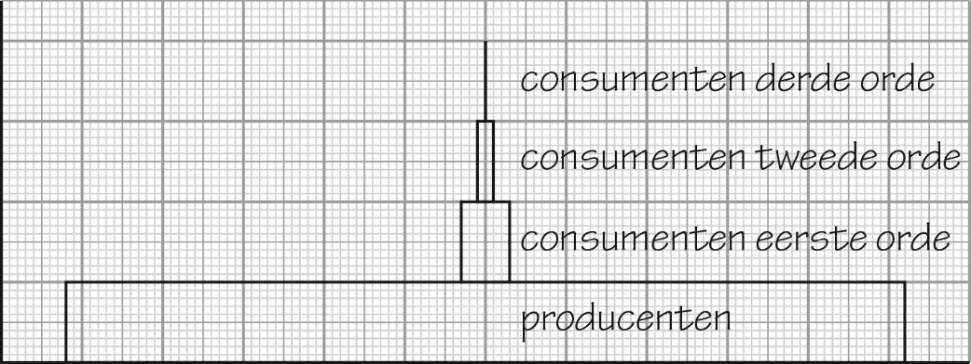 consumenten derde orde
consumenten tweede orde
consumenten eerste orde
producenten